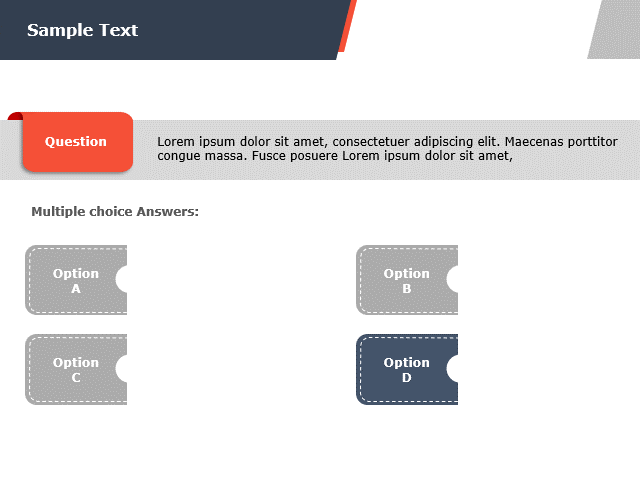 Sample Text
Question
Lorem ipsum dolor sit amet, consectetuer adipiscing elit. Maecenas porttitor
congue massa. Fusce posuere Lorem ipsum dolor sit amet,
Multiple choice Answers:
Option
A
Option
B
Option
C
Option
D